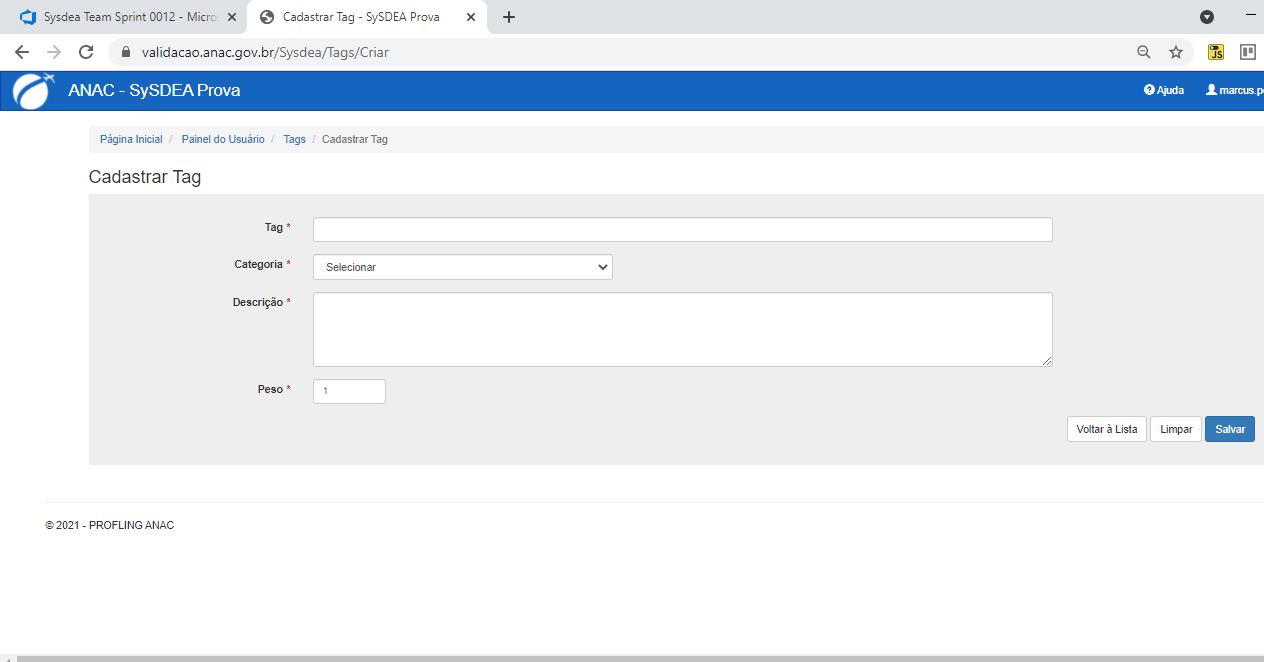 Sysdea Team Sprint 0012 - Micro
Cadastrar Tag - SySDEA Prova
validacao.anac.gov.br/Sysdea/Tags/Criar
JS
ANAC - SySDEA Prova
Ajuda
marcus.p
Página Inicial / Painel do Usuário / Tags / Cadastrar Tag
Cadastrar Tag
Tag *
Categoria * Selecionar
Descrição *
Peso * 1
Voltar à Lista Limpar Salvar
© 2021 - PROFLING ANAC